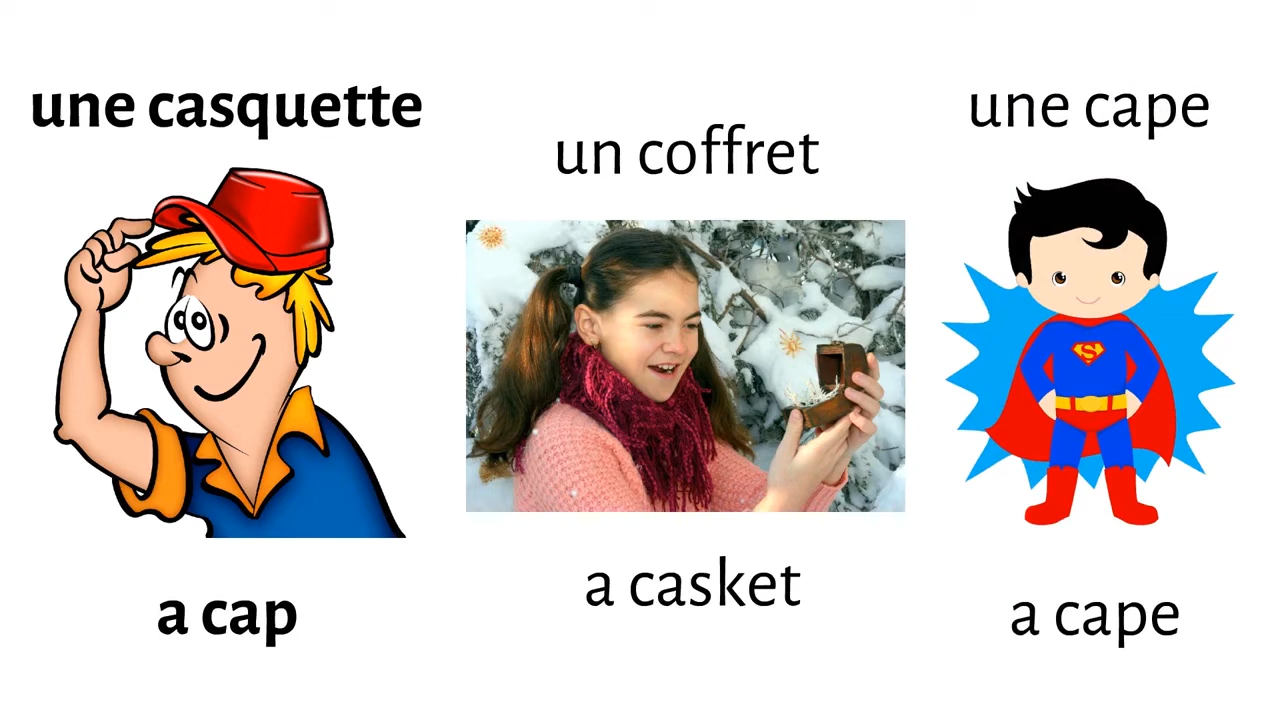 une casquette
a cap
un coffret
a casket
une cape
S
a cape